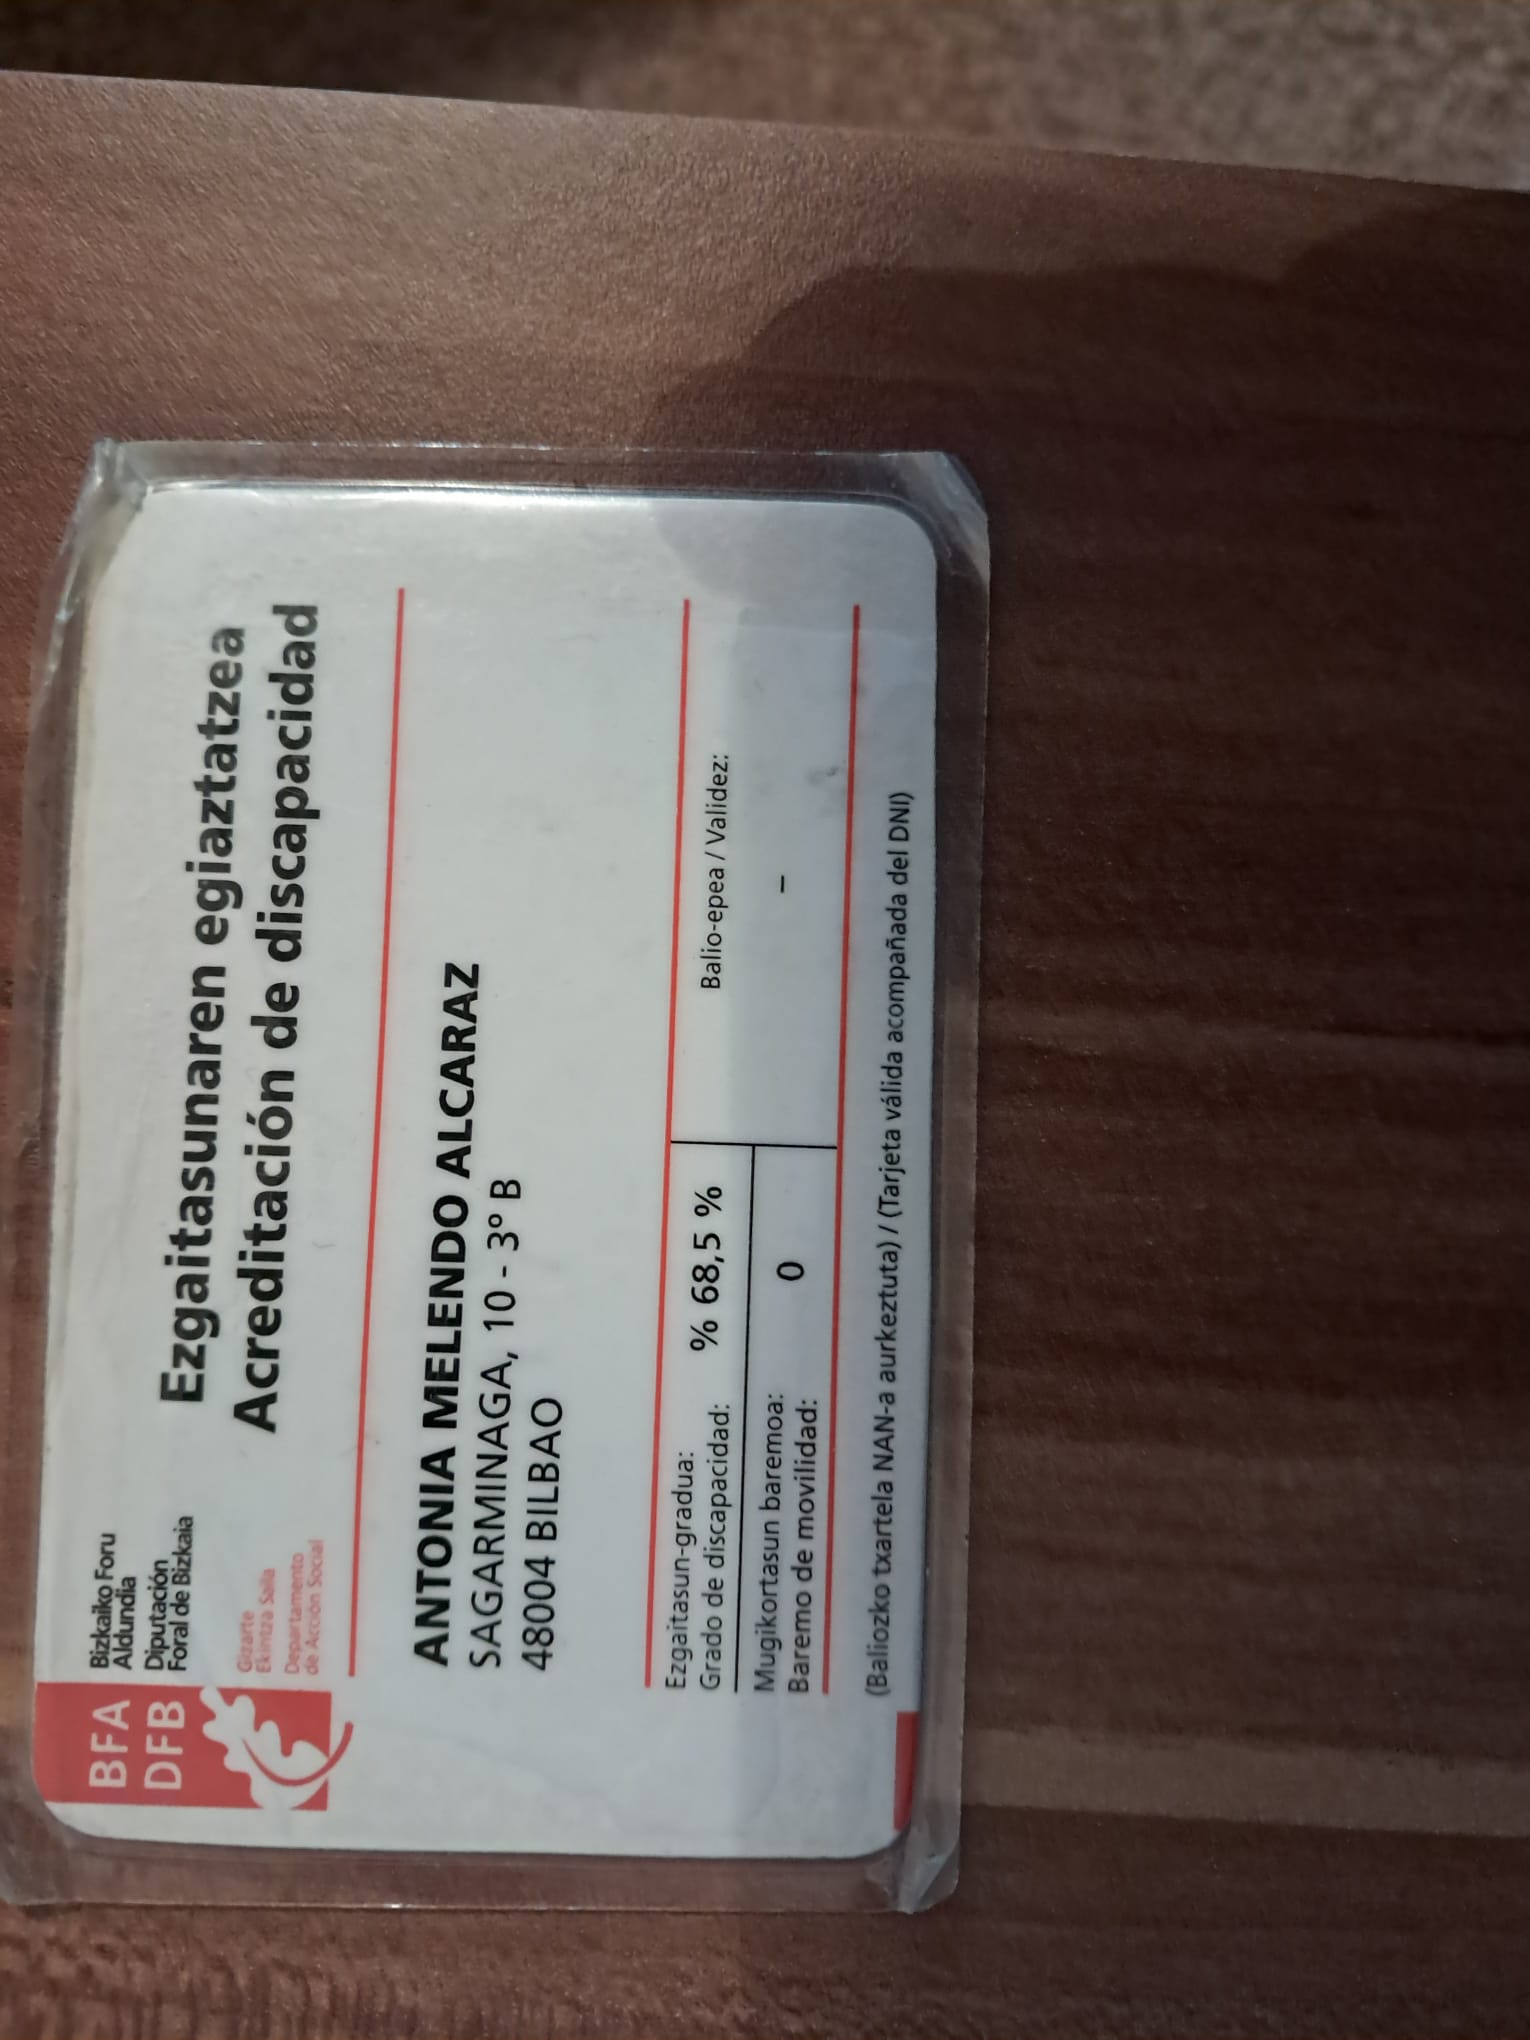 BFA
DFB
Bizkaiko Foru
Aldundia
Diputación
Foral de Bizkaia
Gizarte
Ekintza Saila
Departamento
de Acción Social
Ezgaitasunaren egiaztatzea
Acreditación de discapacidad
ANTONIA MELENDO ALCARAZ
SAGARMINAGA, 10 - 3º B
48004 BILBAO
Ezgaitasun-gradua:
Grado de discapacidad: % 68,5 %
Balio-epea / Validez:
–
Mugikortasun baremoa:
Baremo de movilidad: 0
(Baliozko txartela NAN-a aurkeztuta) / (Tarjeta válida acompañada del DNI)